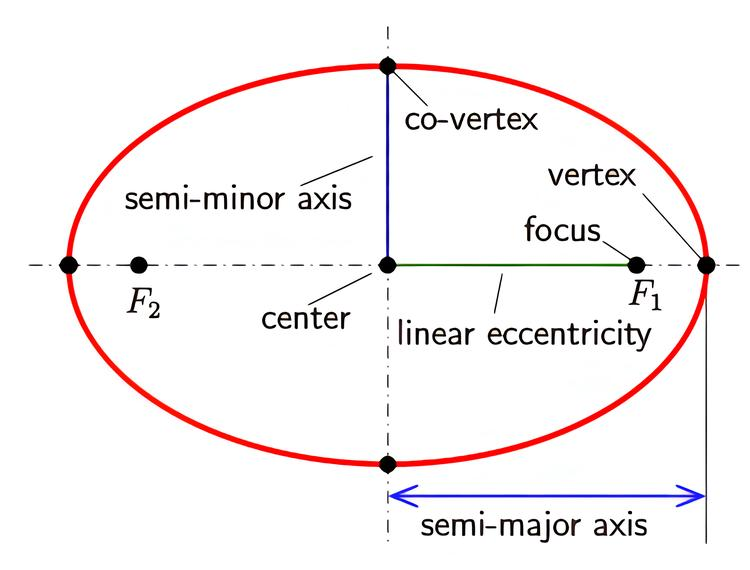 co-vertex
vertex
semi-minor axis
focus
F₂
F₁
center
linear eccentricity
semi-major axis